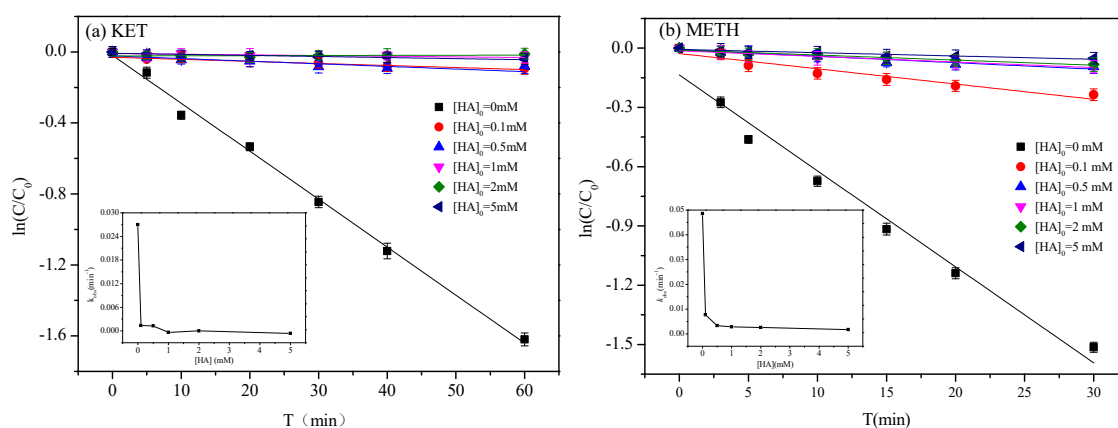 (a) KET
ln(C/C₀)
0.0
-0.4
-0.8
-1.2
-1.6
[HA]₀=0mM
[HA]₀=0.1mM
[HA]₀=0.5mM
[HA]₀=1mM
[HA]₀=2mM
[HA]₀=5mM
k_obs(min⁻¹)
0.030
0.024
0.018
0.012
0.006
0.000
0 1 2 3 4 5
[HA] (mM)
0 10 20 30 40 50 60
T（min）
(b) METH
ln(C/C₀)
0.0
-0.3
-0.6
-0.9
-1.2
-1.5
[HA]₀=0 mM
[HA]₀=0.1 mM
[HA]₀=0.5 mM
[HA]₀=1 mM
[HA]₀=2 mM
[HA]₀=5 mM
k_obs(min⁻¹)
0.05
0.04
0.03
0.02
0.01
0.00
0 1 2 3 4 5
[HA](mM)
0 5 10 15 20 25 30
T(min)